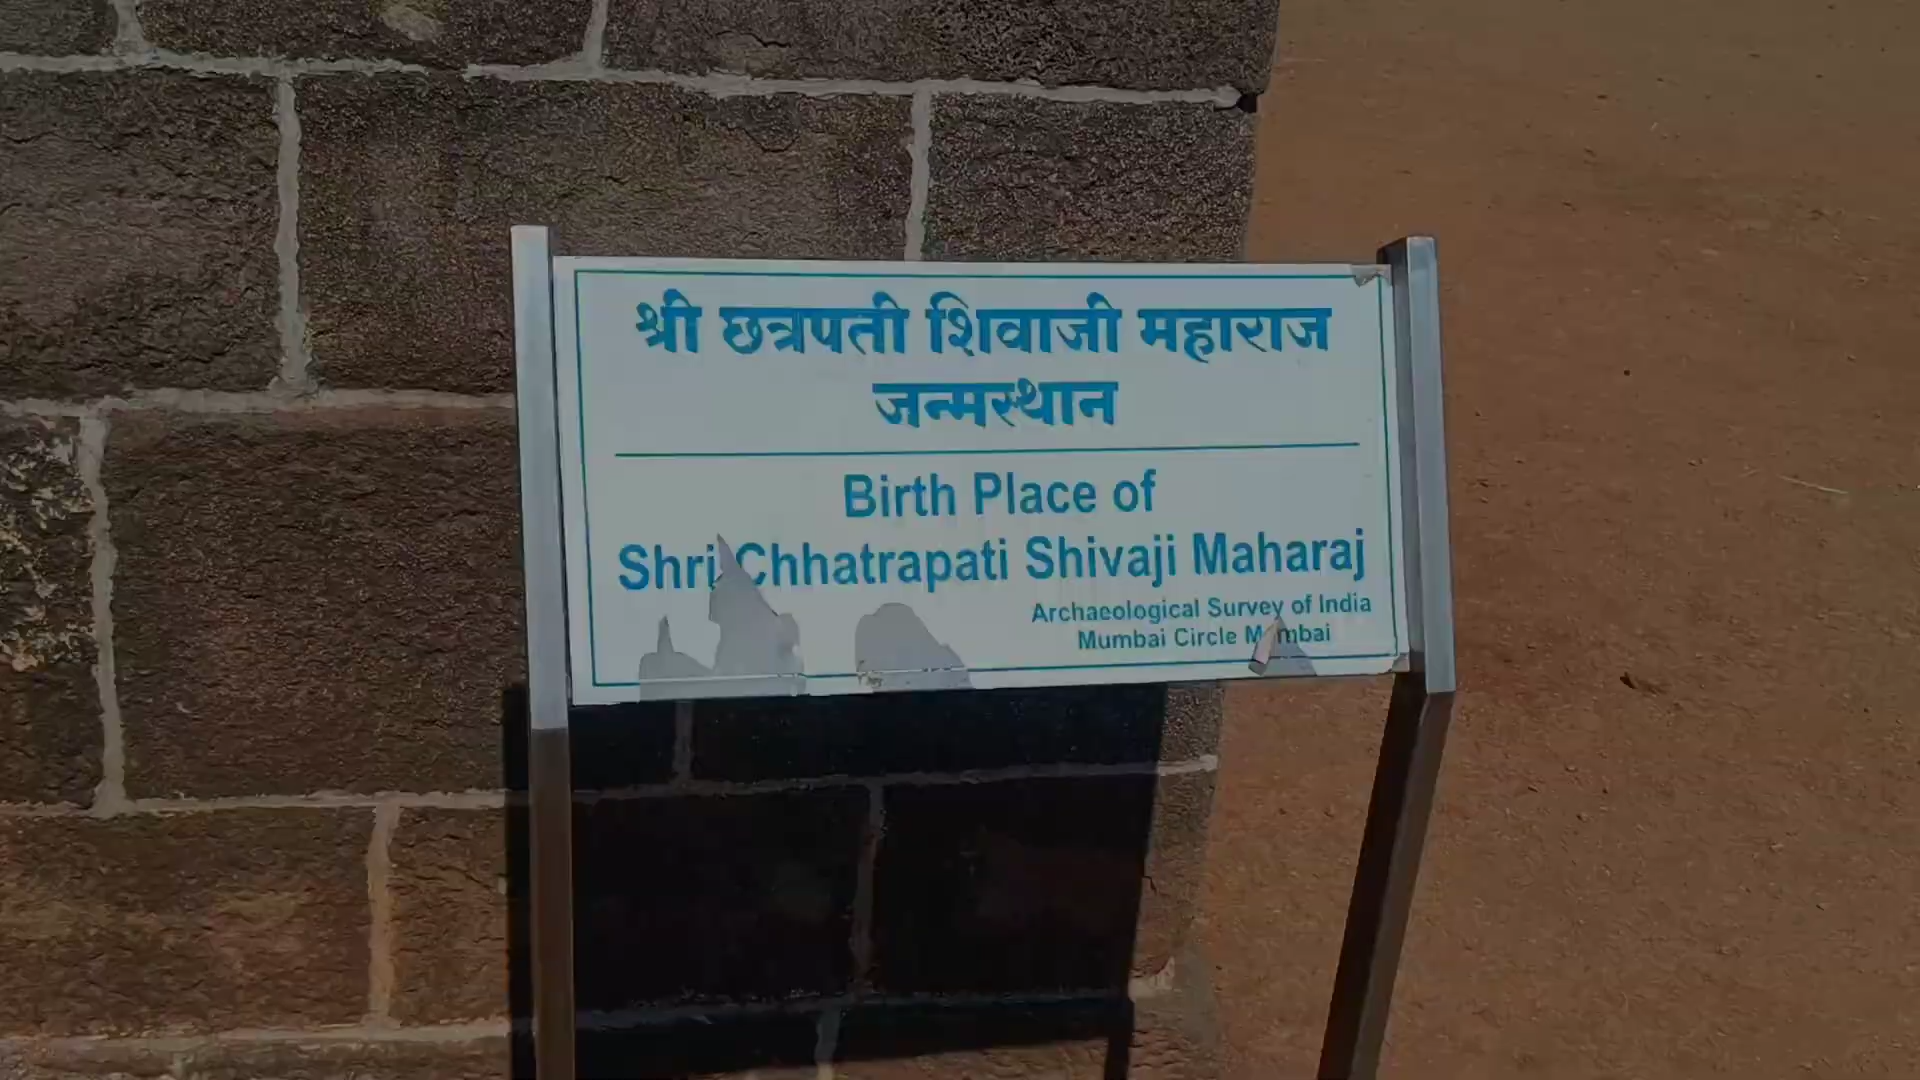 श्री छत्रपती शिवाजी महाराज
जन्मस्थान
Birth Place of
Shri Chhatrapati Shivaji Maharaj
Archaeological Survey of India
Mumbai Circle Mumbai